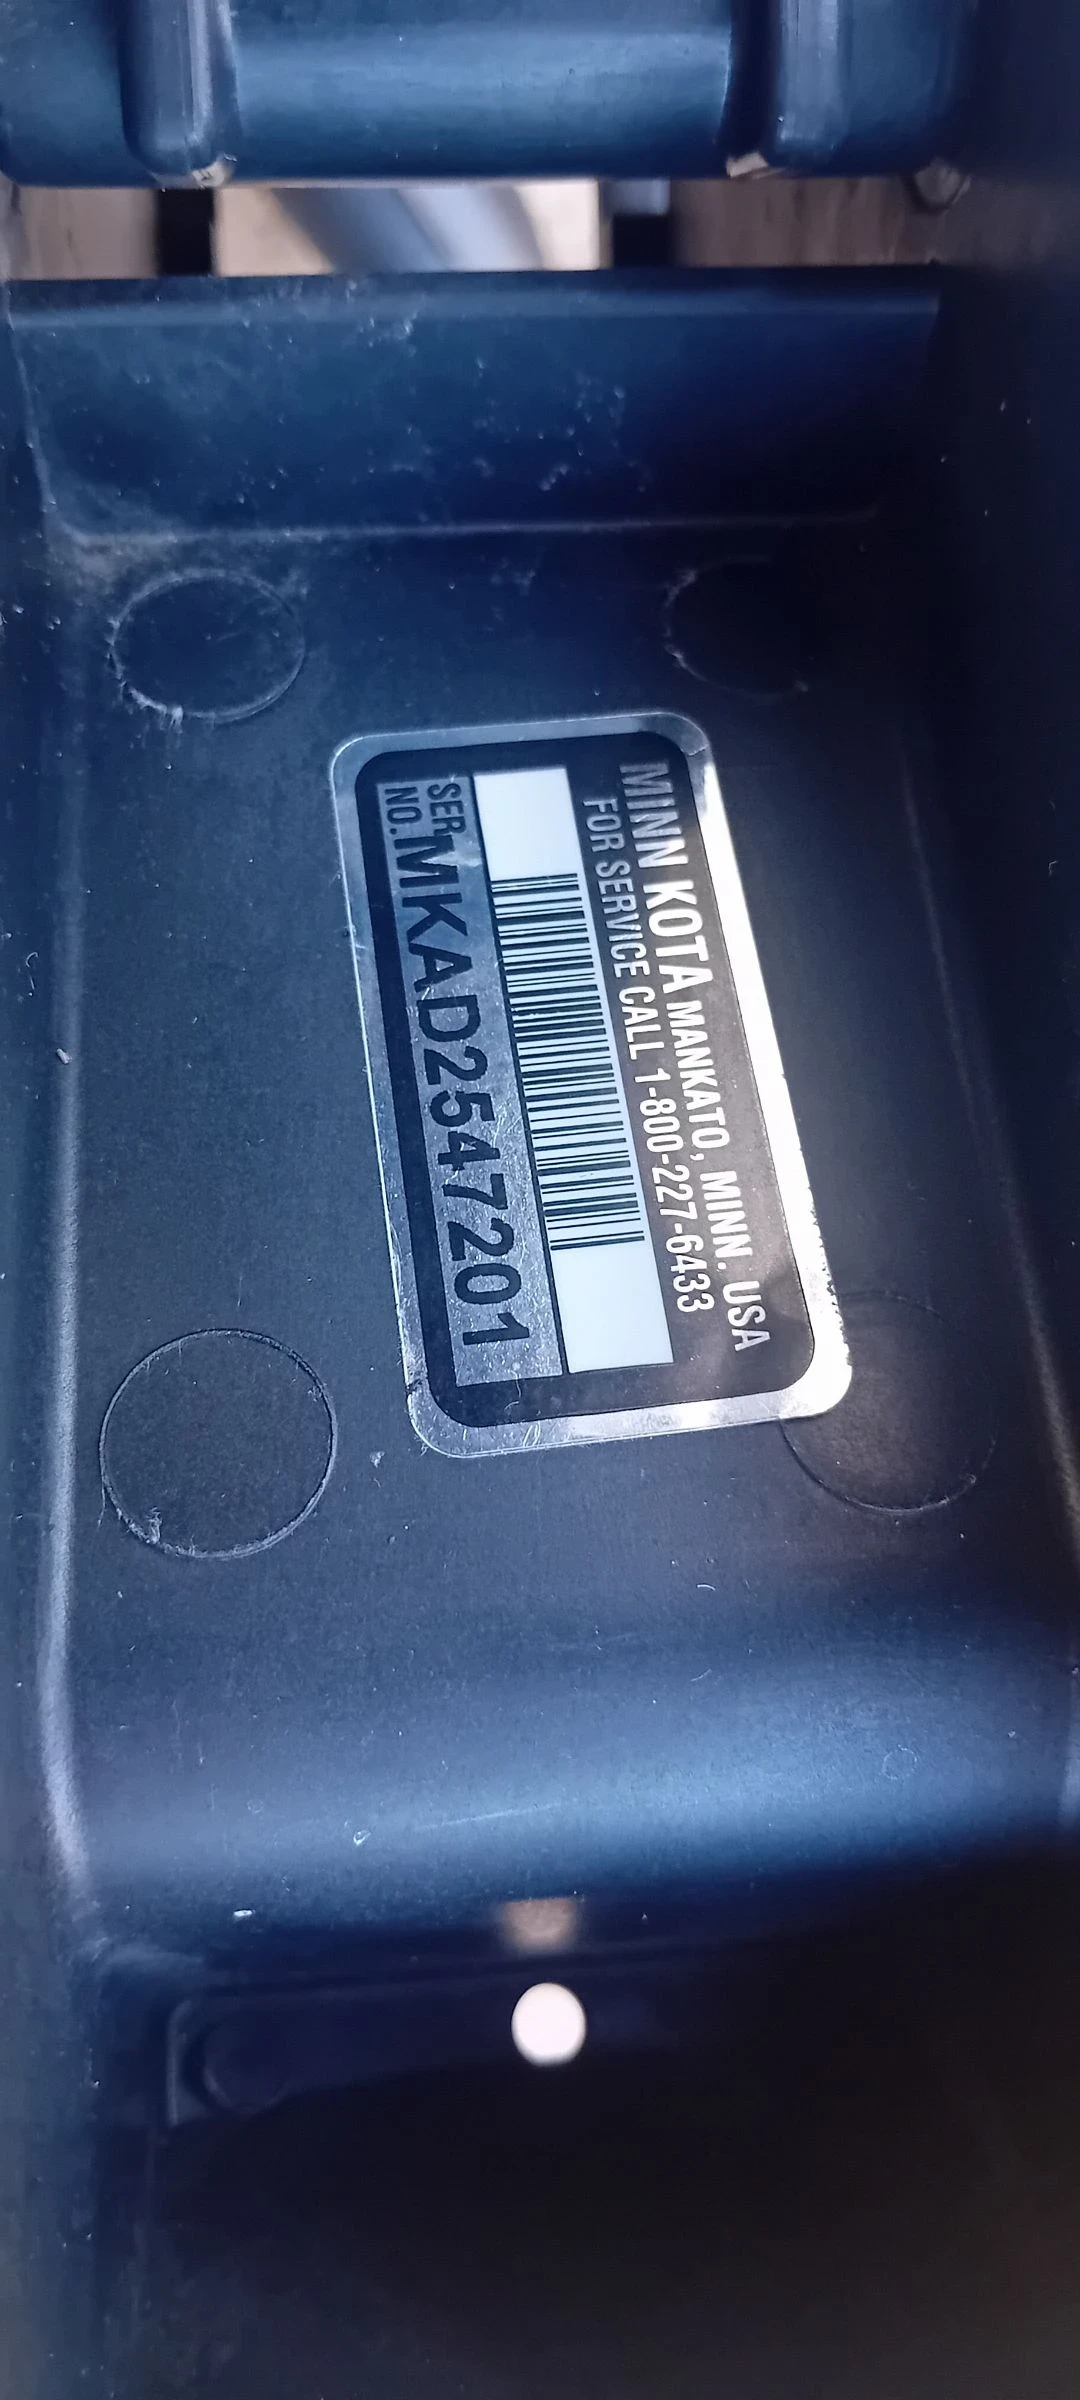 MINN KOTA MANKATO, MINN. USA
FOR SERVICE CALL 1-800-227-6433
SER.
NO. MKAD2547201